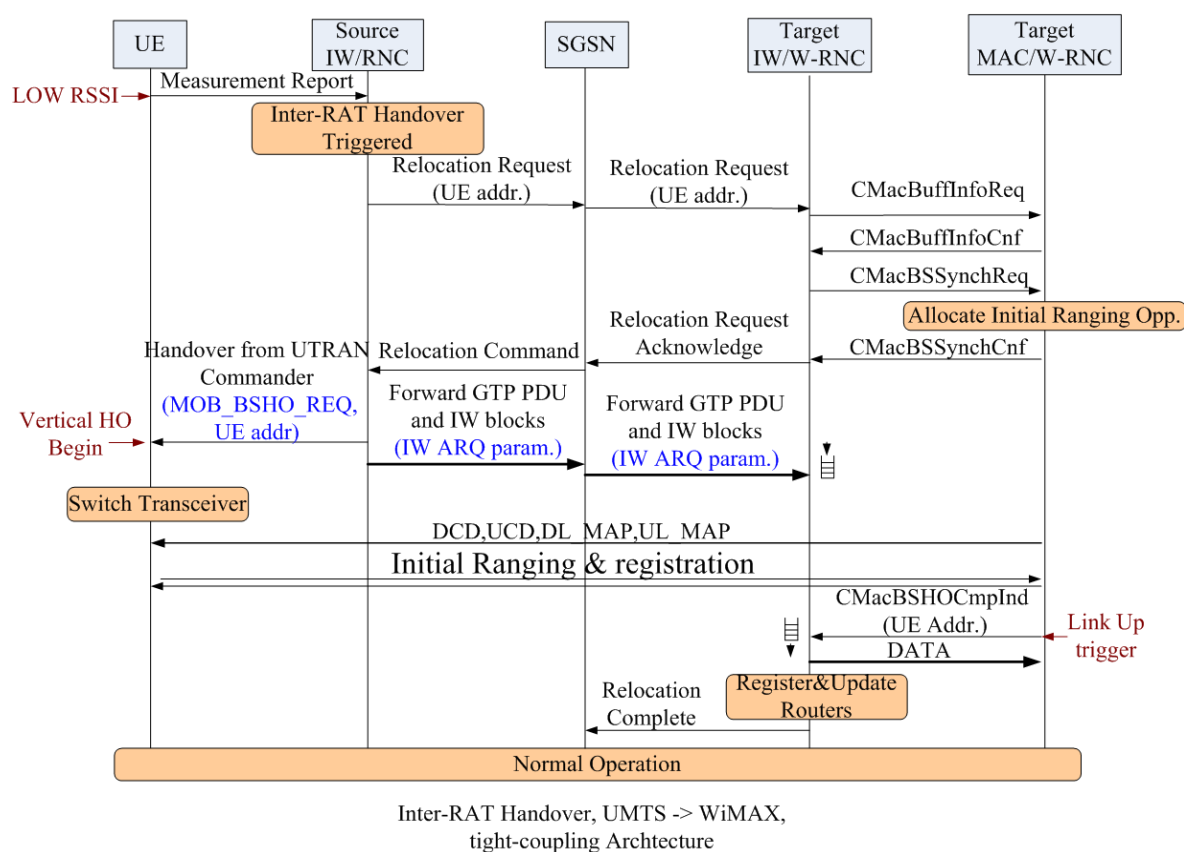 UE
Source
IW/RNC
SGSN
Target
IW/W-RNC
Target
MAC/W-RNC
LOW RSSI
Measurement Report
Inter-RAT Handover
Triggered
Relocation Request
(UE addr.)
Relocation Request
(UE addr.)
CMacBuffInfoReq
CMacBuffInfoCnf
CMacBSSynchReq
Allocate Initial Ranging Opp.
Relocation Request
Acknowledge
CMacBSSynchCnf
Handover from UTRAN
Commander
(MOB_BSHO_REQ,
UE addr)
Relocation Command
Vertical HO
Begin
Forward GTP PDU
and IW blocks
(IW ARQ param.)
Forward GTP PDU
and IW blocks
(IW ARQ param.)
Switch Transceiver
DCD,UCD,DL_MAP,UL_MAP
Initial Ranging & registration
CMacBSHOCmpInd
(UE Addr.)
Link Up
trigger
DATA
Register&Update
Routers
Relocation
Complete
Normal Operation
Inter-RAT Handover, UMTS -> WiMAX,
tight-coupling Archtecture